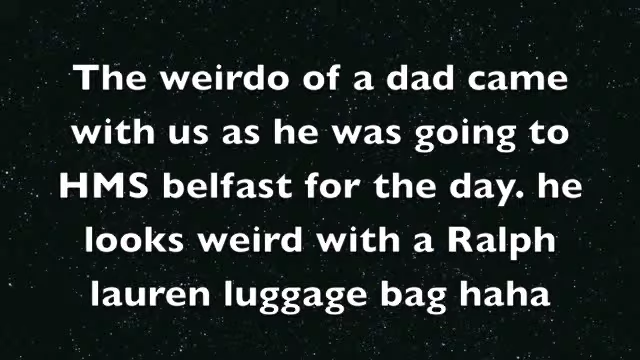 The weirdo of a dad came
with us as he was going to
HMS belfast for the day. he
looks weird with a Ralph
lauren luggage bag haha